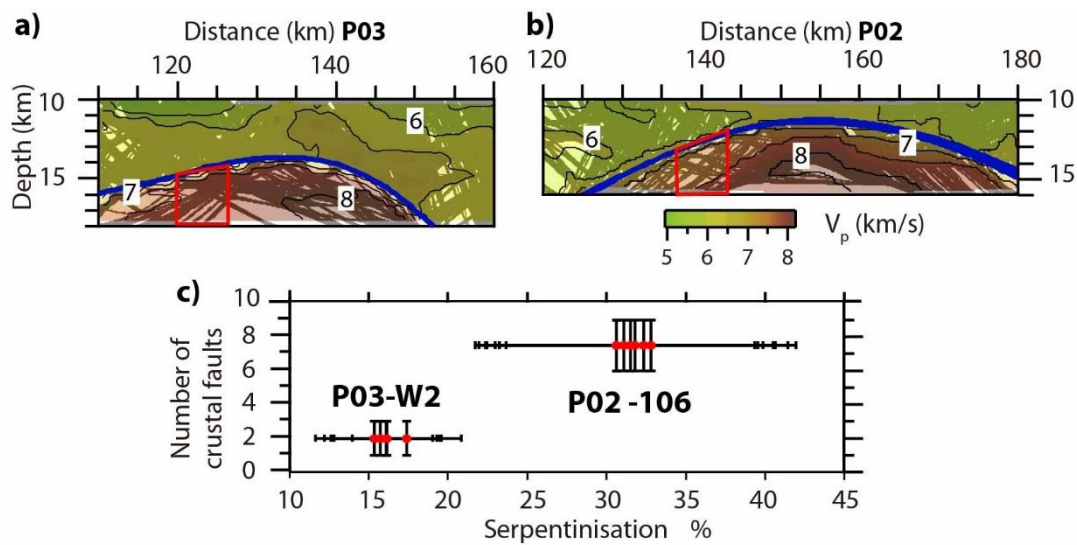 a)
Distance (km) P03
120 140 160
Depth (km)
10
15
7
6
8
b)
Distance (km) P02
120 140 160 180
6
8
7
10
15
5 6 7 8
Vp (km/s)
c)
Number of
crustal faults
10
8
6
4
2
0
P03-W2
P02 -106
10 15 20 25 30 35 40 45
Serpentinisation %